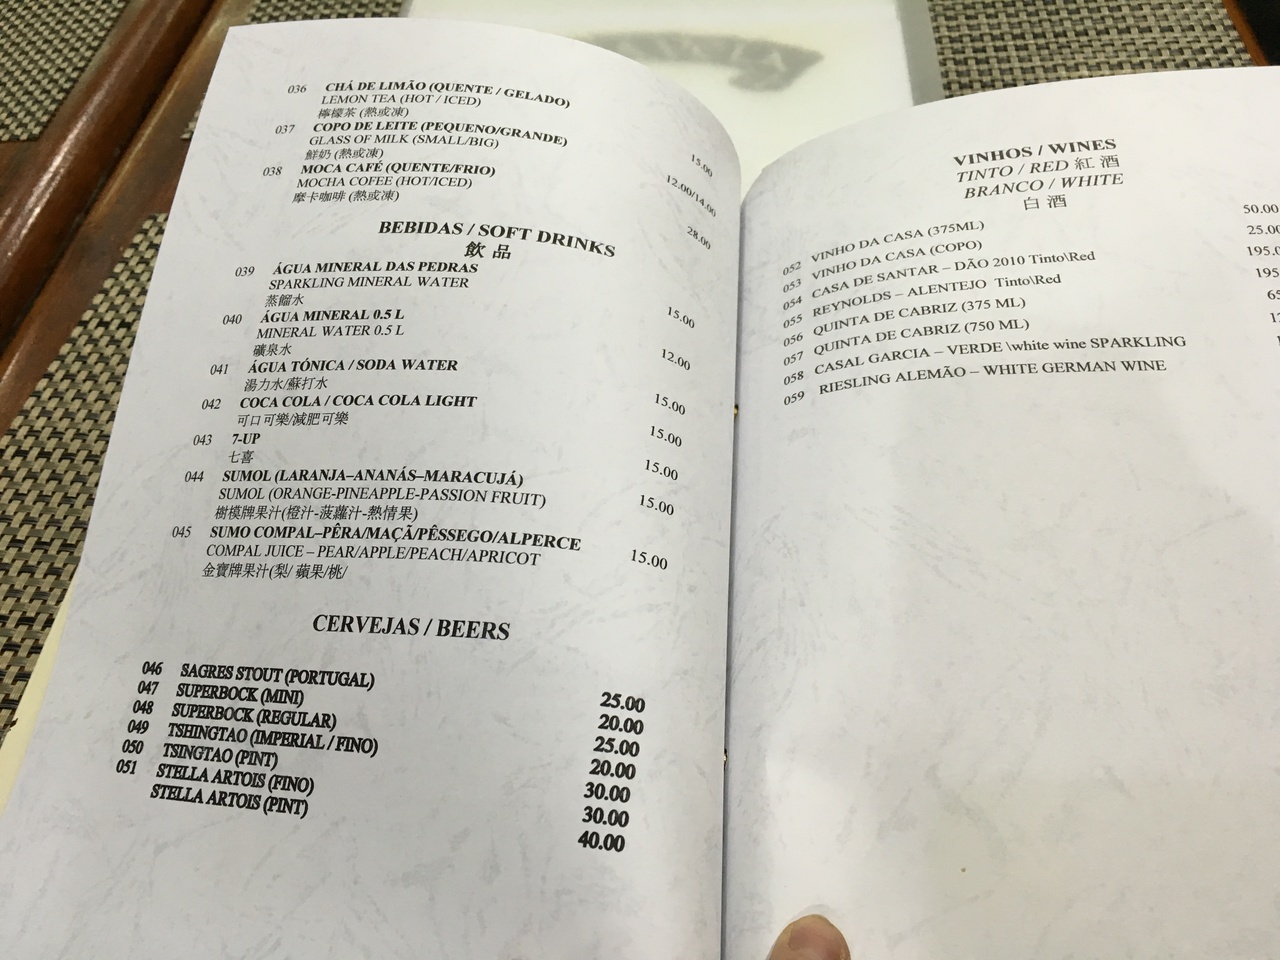 036 CHÁ DE LIMÃO (QUENTE / GELADO)
LEMON TEA (HOT / ICED)
檸檬茶 (熱或凍) 15.00
037 COPO DE LEITE (PEQUENO/GRANDE)
GLASS OF MILK (SMALL/BIG)
鮮奶 (熱或凍) 12.00/14.00
038 MOCA CAFÉ (QUENTE/FRIO)
MOCHA COFEE (HOT/ICED)
摩卡咖啡 (熱或凍) 28.00
BEBIDAS / SOFT DRINKS
飲 品
039 ÁGUA MINERAL DAS PEDRAS
SPARKLING MINERAL WATER
蒸餾水 15.00
040 ÁGUA MINERAL 0.5 L
MINERAL WATER 0.5 L
礦泉水 12.00
041 ÁGUA TÓNICA / SODA WATER
湯力水/蘇打水 15.00
042 COCA COLA / COCA COLA LIGHT
可口可樂/減肥可樂 15.00
043 7-UP
七喜 15.00
044 SUMOL (LARANJA–ANANÁS–MARACUJÁ)
SUMOL (ORANGE-PINEAPPLE-PASSION FRUIT) 15.00
樹模牌果汁(橙汁-菠蘿汁-熱情果)
045 SUMO COMPAL–PÊRA/MAÇÃ/PÊSSEGO/ALPERCE
COMPAL JUICE – PEAR/APPLE/PEACH/APRICOT 15.00
金寶牌果汁(梨/ 蘋果/桃/
CERVEJAS / BEERS
046 SAGRES STOUT (PORTUGAL) 25.00
047 SUPERBOCK (MINI) 20.00
048 SUPERBOCK (REGULAR) 25.00
049 TSHINGTAO (IMPERIAL / FINO) 20.00
050 TSINGTAO (PINT) 30.00
051 STELLA ARTOIS (FINO) 30.00
STELLA ARTOIS (PINT) 40.00
VINHOS / WINES
TINTO / RED 紅 酒
BRANCO / WHITE
白 酒
052 VINHO DA CASA (375ML) 50.00
053 VINHO DA CASA (COPO) 25.00
054 CASA DE SANTAR – DÃO 2010 Tinto\Red 195.0
055 REYNOLDS – ALENTEJO Tinto\Red 195.
056 QUINTA DE CABRIZ (375 ML) 65
057 QUINTA DE CABRIZ (750 ML)
058 CASAL GARCIA – VERDE \white wine SPARKLING
059 RIESLING ALEMÃO – WHITE GERMAN WINE